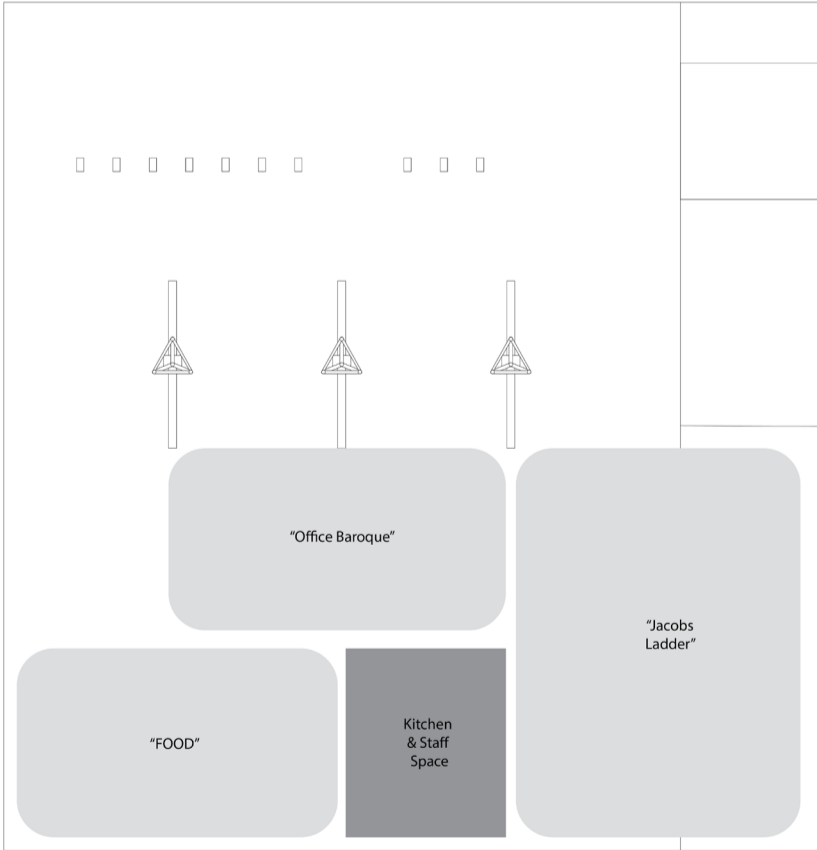 “Office Baroque”
“Jacobs
Ladder”
“FOOD”
Kitchen
& Staff
Space